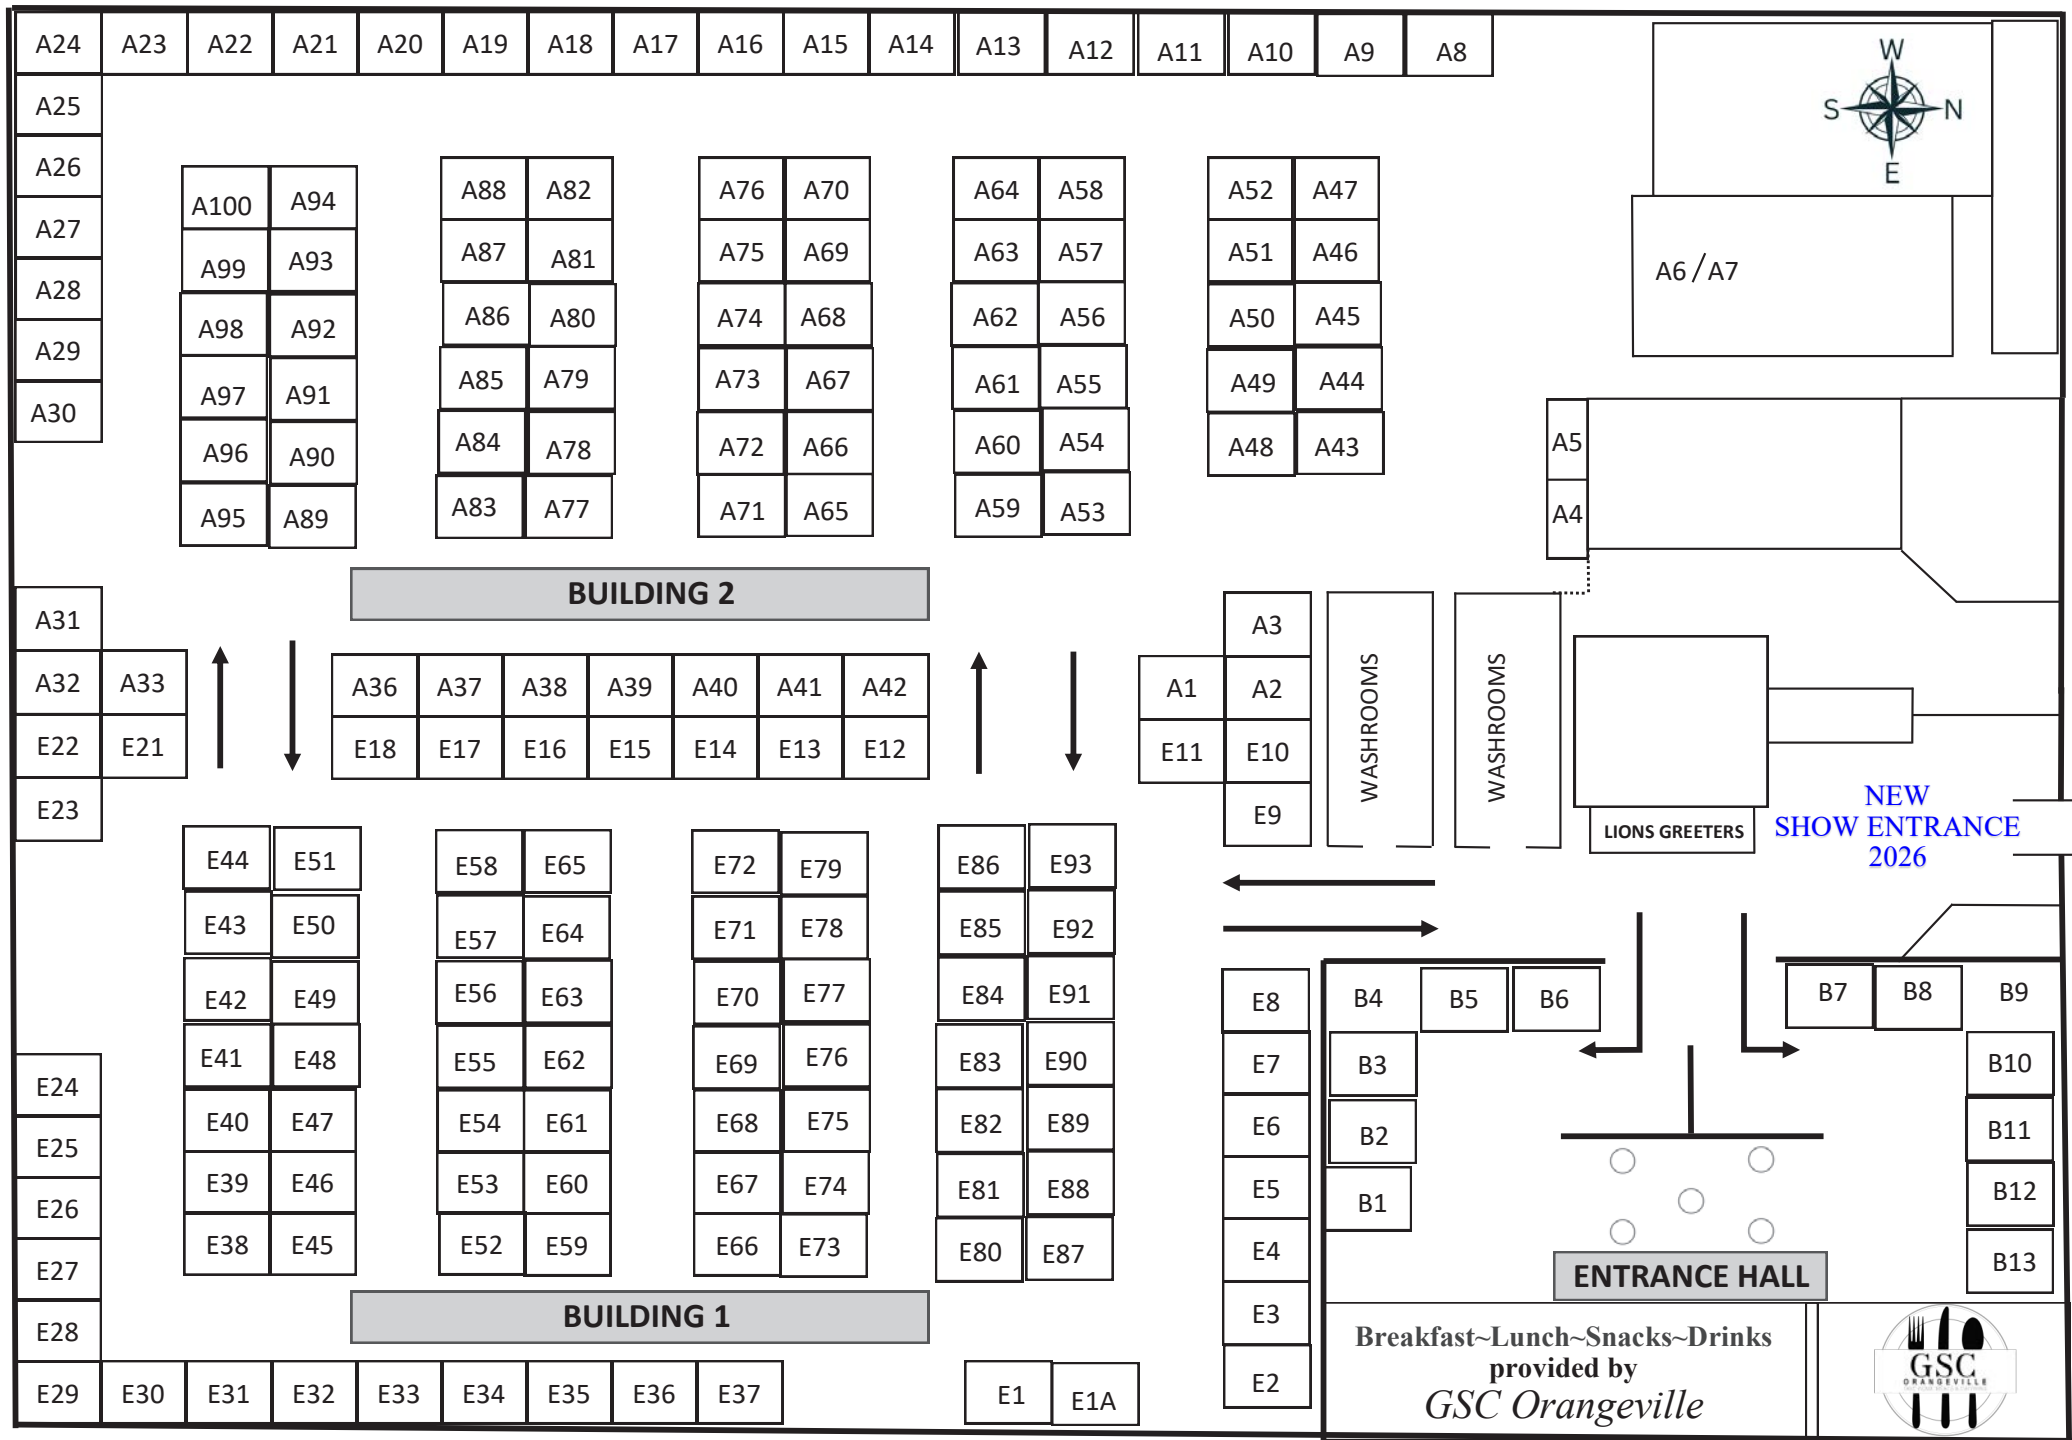 A24 A23 A22 A21 A20 A19 A18 A17 A16 A15 A14 A13 A12 A11 A10 A9 A8
W
S N
E
A25
A26
A27
A28
A29
A30
A100 A94 A88 A82 A76 A70 A64 A58 A52 A47
A99 A93 A87 A81 A75 A69 A63 A57 A51 A46
A6/A7
A98 A92 A86 A80 A74 A68 A62 A56 A50 A45
A97 A91 A85 A79 A73 A67 A61 A55 A49 A44
A96 A90 A84 A78 A72 A66 A60 A54 A48 A43
A95 A89 A83 A77 A71 A65 A59 A53
A5
A4
BUILDING 2
A31
A32 A33
E22 E21
E23
A36 A37 A38 A39 A40 A41 A42
E18 E17 E16 E15 E14 E13 E12
A3
A1 A2
E11 E10
E9
WASHROOMS
WASHROOMS
LIONS GREETERS
NEW
SHOW ENTRANCE
2026
E44 E51 E58 E65 E72 E79 E86 E93
E43 E50 E57 E64 E71 E78 E85 E92
E42 E49 E56 E63 E70 E77 E84 E91
E41 E48 E55 E62 E69 E76 E83 E90
E40 E47 E54 E61 E68 E75 E82 E89
E39 E46 E53 E60 E67 E74 E81 E88
E38 E45 E52 E59 E66 E73 E80 E87
E24
E25
E26
E27
E28
E8
E7
E6
E5
E4
E3
E2
B4 B5 B6
B3
B2
B1
B7 B8 B9
B10
B11
B12
B13
ENTRANCE HALL
BUILDING 1
E29 E30 E31 E32 E33 E34 E35 E36 E37 E1 E1A
Breakfast~Lunch~Snacks~Drinks
provided by
GSC Orangeville
GSC
ORANGEVILLE